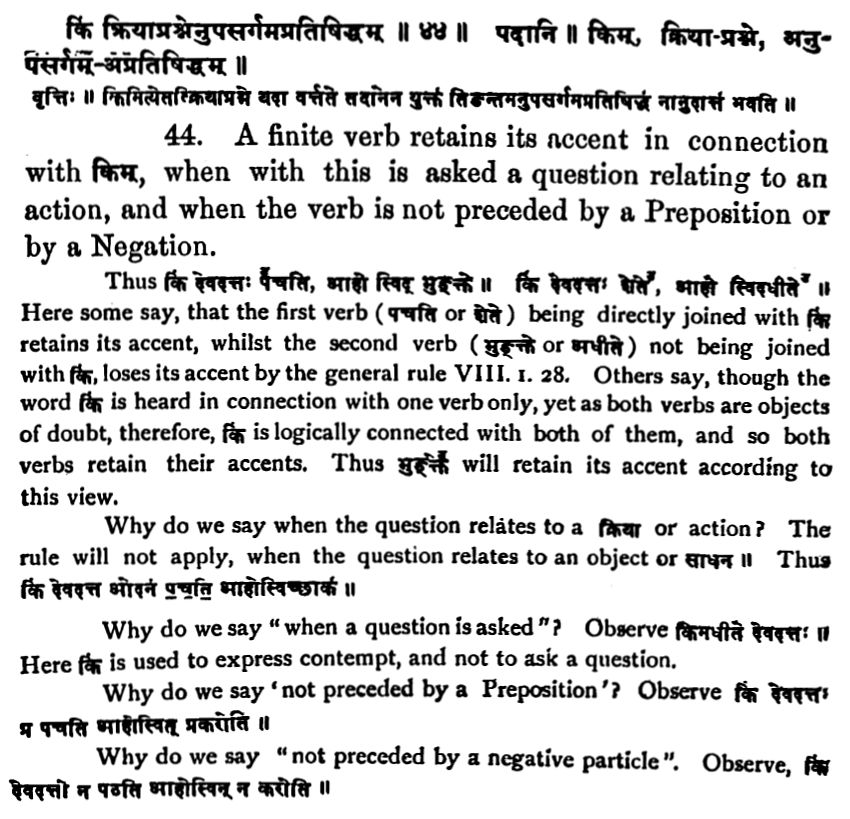 किं क्रियाप्रश्नेनुपसर्गमप्रतिषिद्धम् ॥ ४४ ॥ पदानि ॥ किम्, क्रिया-प्रश्ने, अनु-
पसर्गम्-अप्रतिषिद्धम् ॥
वृत्तिः ॥ किमित्येतत्क्रियाप्रश्ने यदा वर्त्तते तदानेन युक्तं तिङन्तमनुपसर्गमप्रतिषिद्धं नानुदात्तं भवति ॥
44. A finite verb retains its accent in connection
with किम्, when with this is asked a question relating to an
action, and when the verb is not preceded by a Preposition or
by a Negation.
Thus किं देवदत्तः पचति, आहो स्विद् भुङ्क्ते ॥ किं देवदत्तः शेते, आहो स्विदधीते ॥
Here some say, that the first verb (पचति or शेते) being directly joined with किं
retains its accent, whilst the second verb (भुङ्क्ते or अधीते) not being joined
with किं, loses its accent by the general rule VIII. 1. 28. Others say, though the
word किं is heard in connection with one verb only, yet as both verbs are objects
of doubt, therefore, किं is logically connected with both of them, and so both
verbs retain their accents. Thus भुङ्क्ते will retain its accent according to
this view.
Why do we say when the question relates to a क्रिया or action? The
rule will not apply, when the question relates to an object or साधन ॥ Thus
किं देवदत्त ओदनं प॒च॒ति॒ आहोस्विच्छाकं ॥
Why do we say "when a question is asked"? Observe किमधीते देवदत्तः ॥
Here किं is used to express contempt, and not to ask a question.
Why do we say 'not preceded by a Preposition'? Observe किं देवदत्तः
प्र पचति आहोस्वित् प्रकरोति ॥
Why do we say "not preceded by a negative particle". Observe, किं
देवदत्तो न पठति आहोस्विन् न करोति ॥